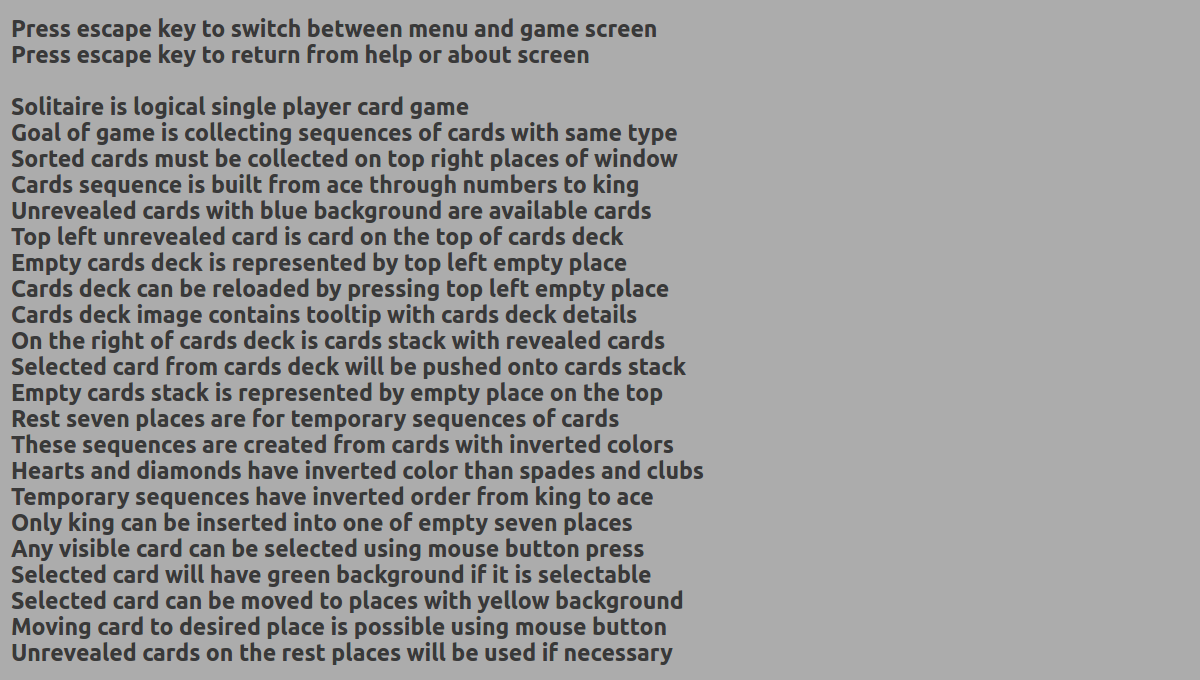 Press escape key to switch between menu and game screen
Press escape key to return from help or about screen
Solitaire is logical single player card game
Goal of game is collecting sequences of cards with same type
Sorted cards must be collected on top right places of window
Cards sequence is built from ace through numbers to king
Unrevealed cards with blue background are available cards
Top left unrevealed card is card on the top of cards deck
Empty cards deck is represented by top left empty place
Cards deck can be reloaded by pressing top left empty place
Cards deck image contains tooltip with cards deck details
On the right of cards deck is cards stack with revealed cards
Selected card from cards deck will be pushed onto cards stack
Empty cards stack is represented by empty place on the top
Rest seven places are for temporary sequences of cards
These sequences are created from cards with inverted colors
Hearts and diamonds have inverted color than spades and clubs
Temporary sequences have inverted order from king to ace
Only king can be inserted into one of empty seven places
Any visible card can be selected using mouse button press
Selected card will have green background if it is selectable
Selected card can be moved to places with yellow background
Moving card to desired place is possible using mouse button
Unrevealed cards on the rest places will be used if necessary